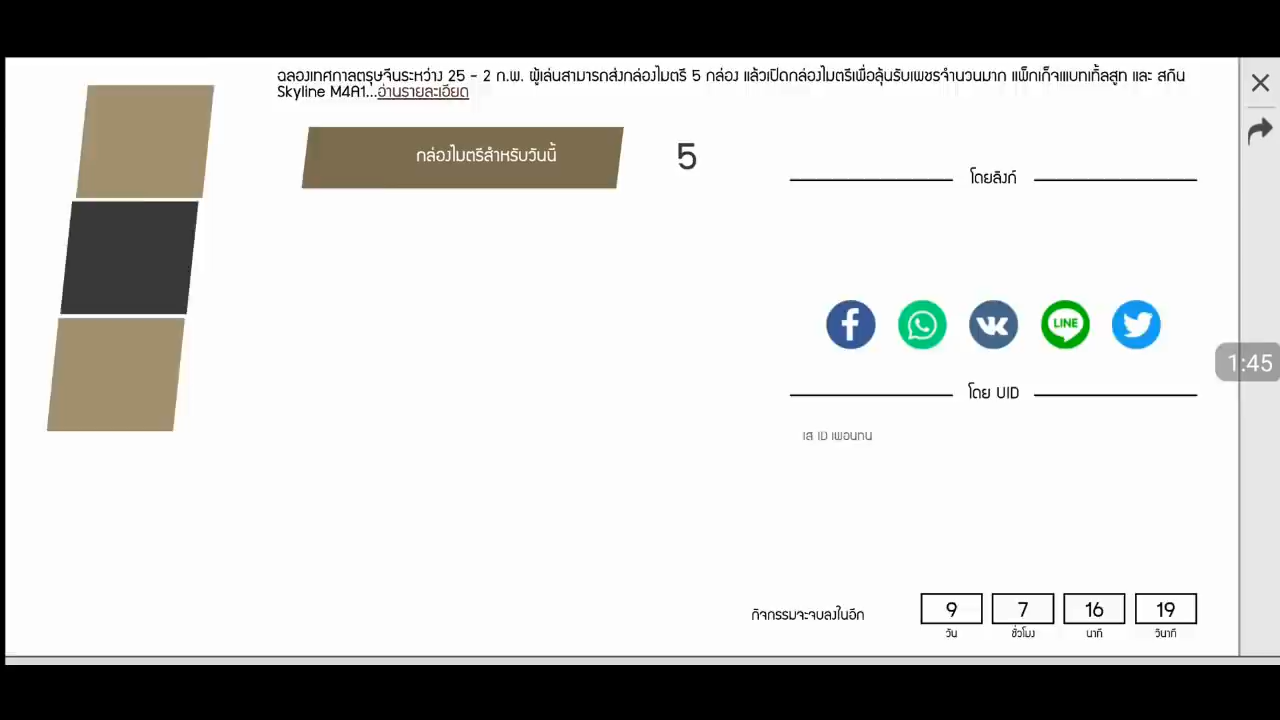 ฉลองเทศกาลตรุษจีนระหว่าง 25 - 2 ก.พ. ผู้เล่นสามารถส่งกล่องไมตรี 5 กล่อง แล้วเปิดกล่องไมตรีเพื่อลุ้นรับเพชรจำนวนมาก แพ็กเก็จแบทเทิ้ลสูท และ สกิน
Skyline M4A1...อ่านรายละเอียด
กล่องไมตรีสำหรับวันนี้
5
โดยลิงก์
LINE
1:45
โดย UID
ใส่ ID เพื่อนคุณ
กิจกรรมจะจบลงในอีก
9 7 16 19
วัน ชั่วโมง นาที วินาที